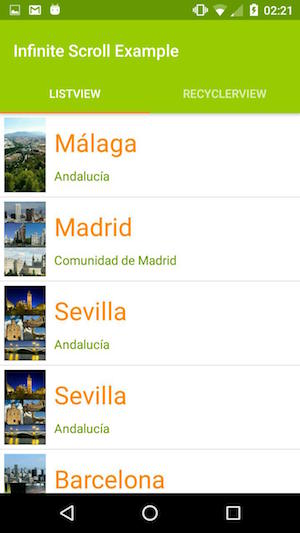 02:21
Infinite Scroll Example
LISTVIEW
RECYCLERVIEW
Málaga
Andalucía
Madrid
Comunidad de Madrid
Sevilla
Andalucía
Sevilla
Andalucía
Barcelona